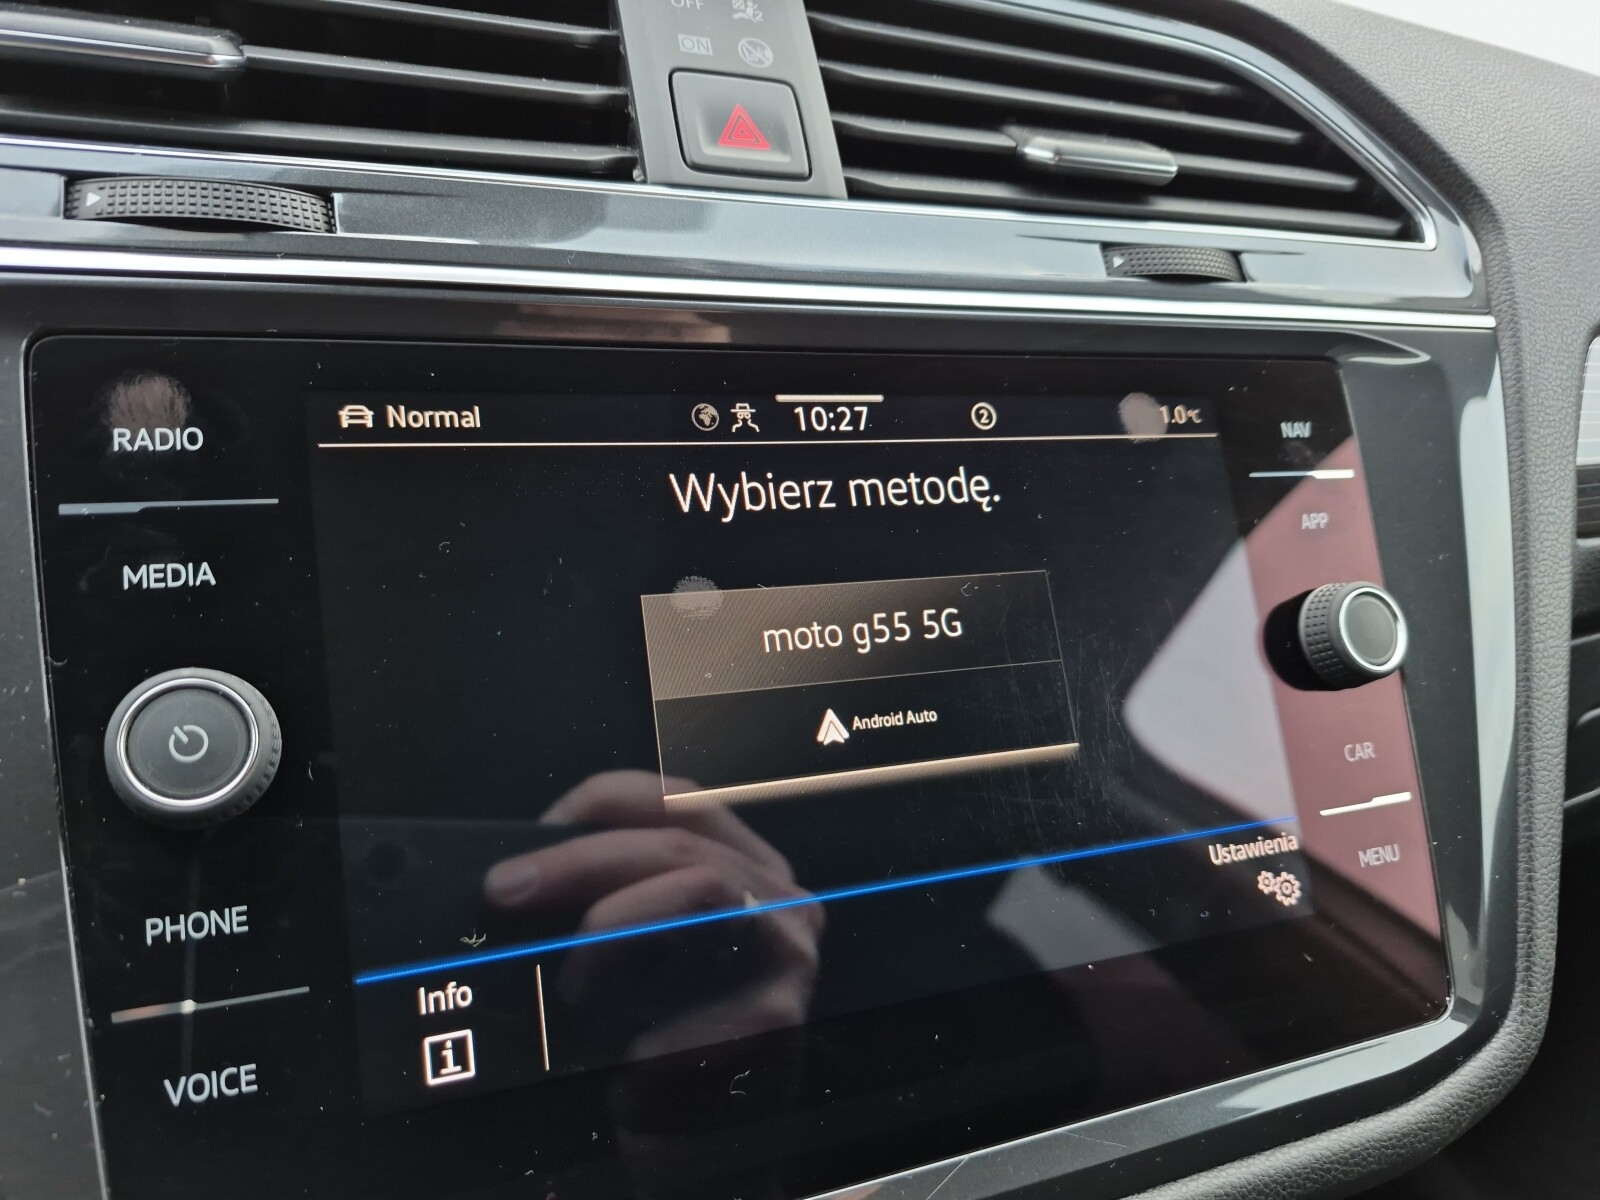 OFF
ON
RADIO
MEDIA
PHONE
VOICE
Normal
10:27
2
1.0°C
Wybierz metodę.
moto g55 5G
Android Auto
Ustawienia
Info
i
NAV
APP
CAR
MENU